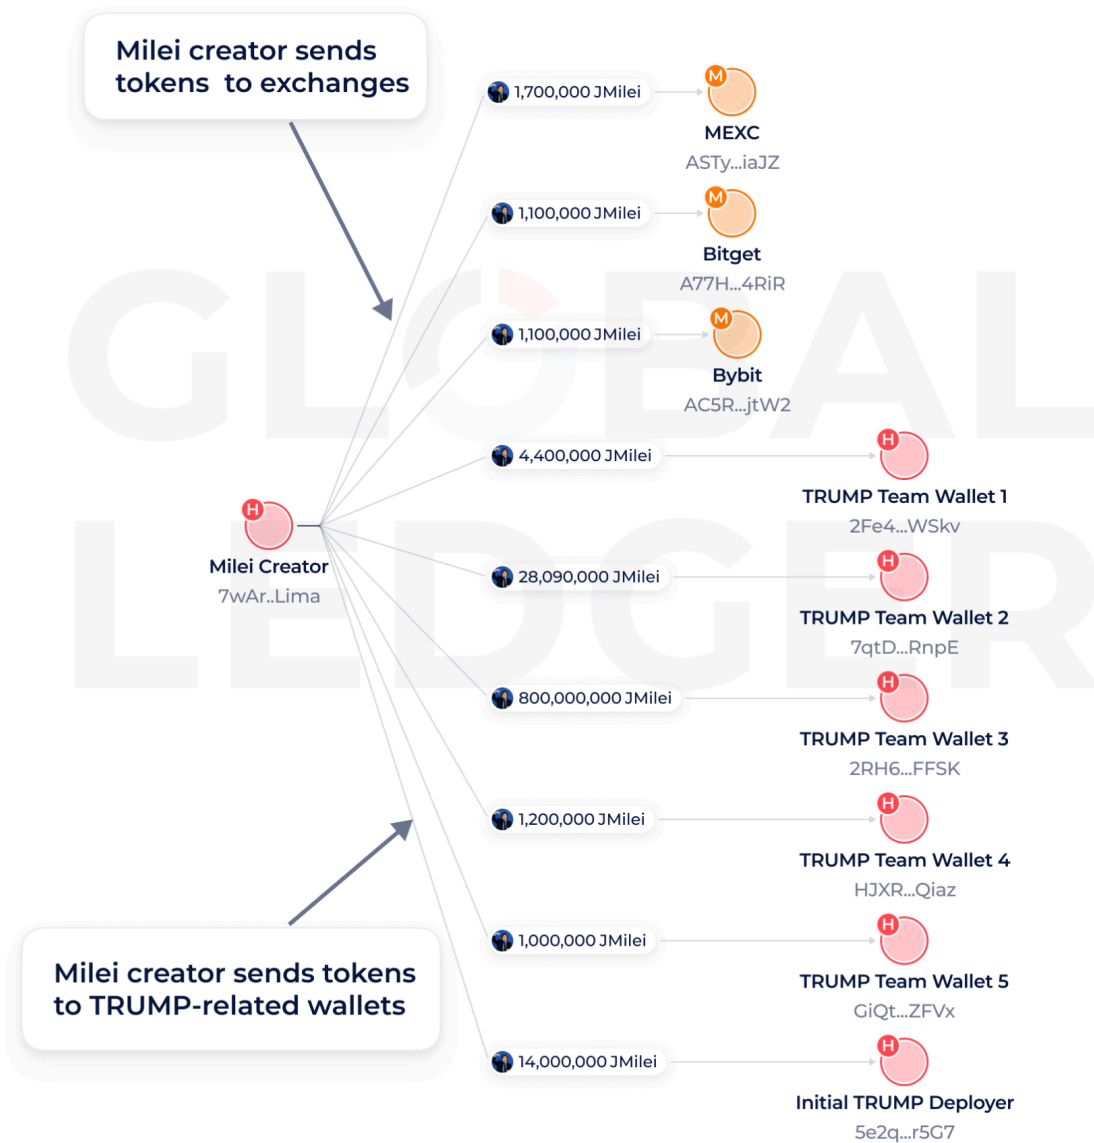 Milei creator sends
tokens to exchanges
1,700,000 JMilei
M
MEXC
ASTy...iaJZ
1,100,000 JMilei
M
Bitget
A77H...4RiR
1,100,000 JMilei
M
Bybit
AC5R...jtW2
GLOBAL
LEDGER
4,400,000 JMilei
H
TRUMP Team Wallet 1
2Fe4...WSkv
H
Milei Creator
7wAr..Lima
28,090,000 JMilei
H
TRUMP Team Wallet 2
7qtD...RnpE
800,000,000 JMilei
H
TRUMP Team Wallet 3
2RH6...FFSK
1,200,000 JMilei
H
TRUMP Team Wallet 4
HJXR...Qiaz
1,000,000 JMilei
H
TRUMP Team Wallet 5
GiQt...ZFVx
Milei creator sends tokens
to TRUMP-related wallets
14,000,000 JMilei
H
Initial TRUMP Deployer
5e2q...r5G7